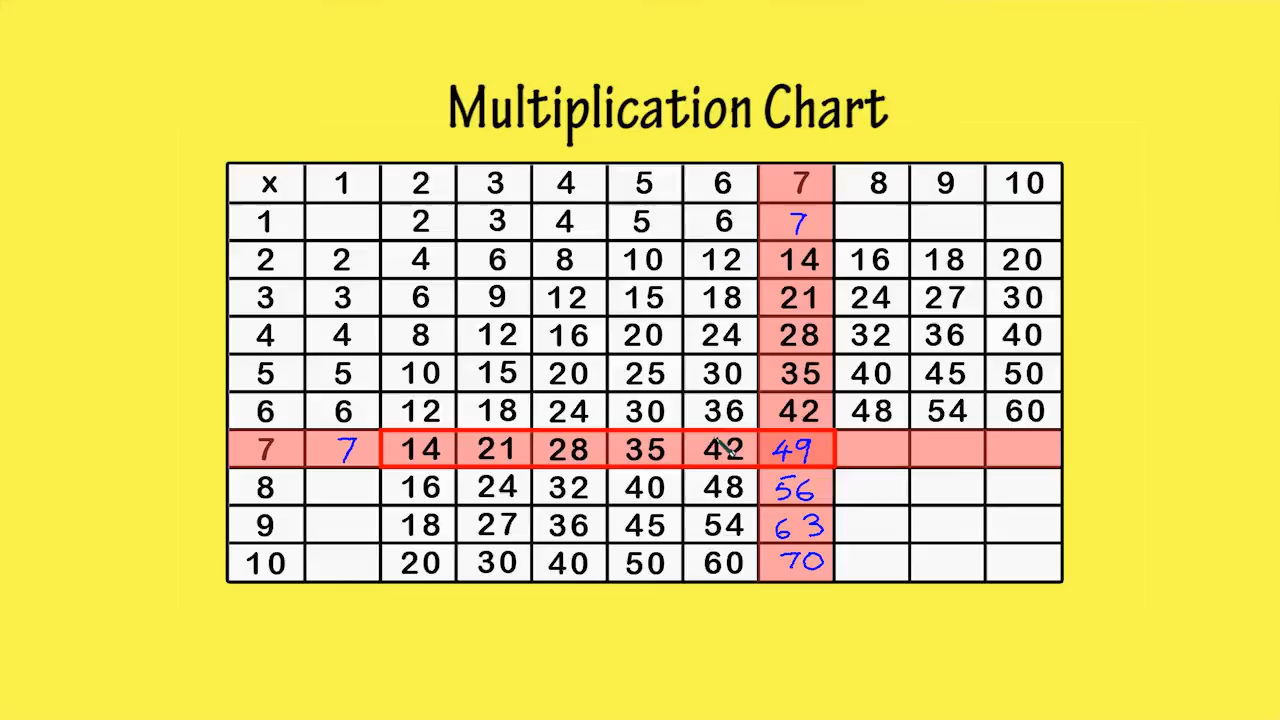 Multiplication Chart
x 1 2 3 4 5 6 7 8 9 10
1 2 3 4 5 6 7
2 2 4 6 8 10 12 14 16 18 20
3 3 6 9 12 15 18 21 24 27 30
4 4 8 12 16 20 24 28 32 36 40
5 5 10 15 20 25 30 35 40 45 50
6 6 12 18 24 30 36 42 48 54 60
7 7 14 21 28 35 42 49
8 16 24 32 40 48 56
9 18 27 36 45 54 63
10 20 30 40 50 60 70